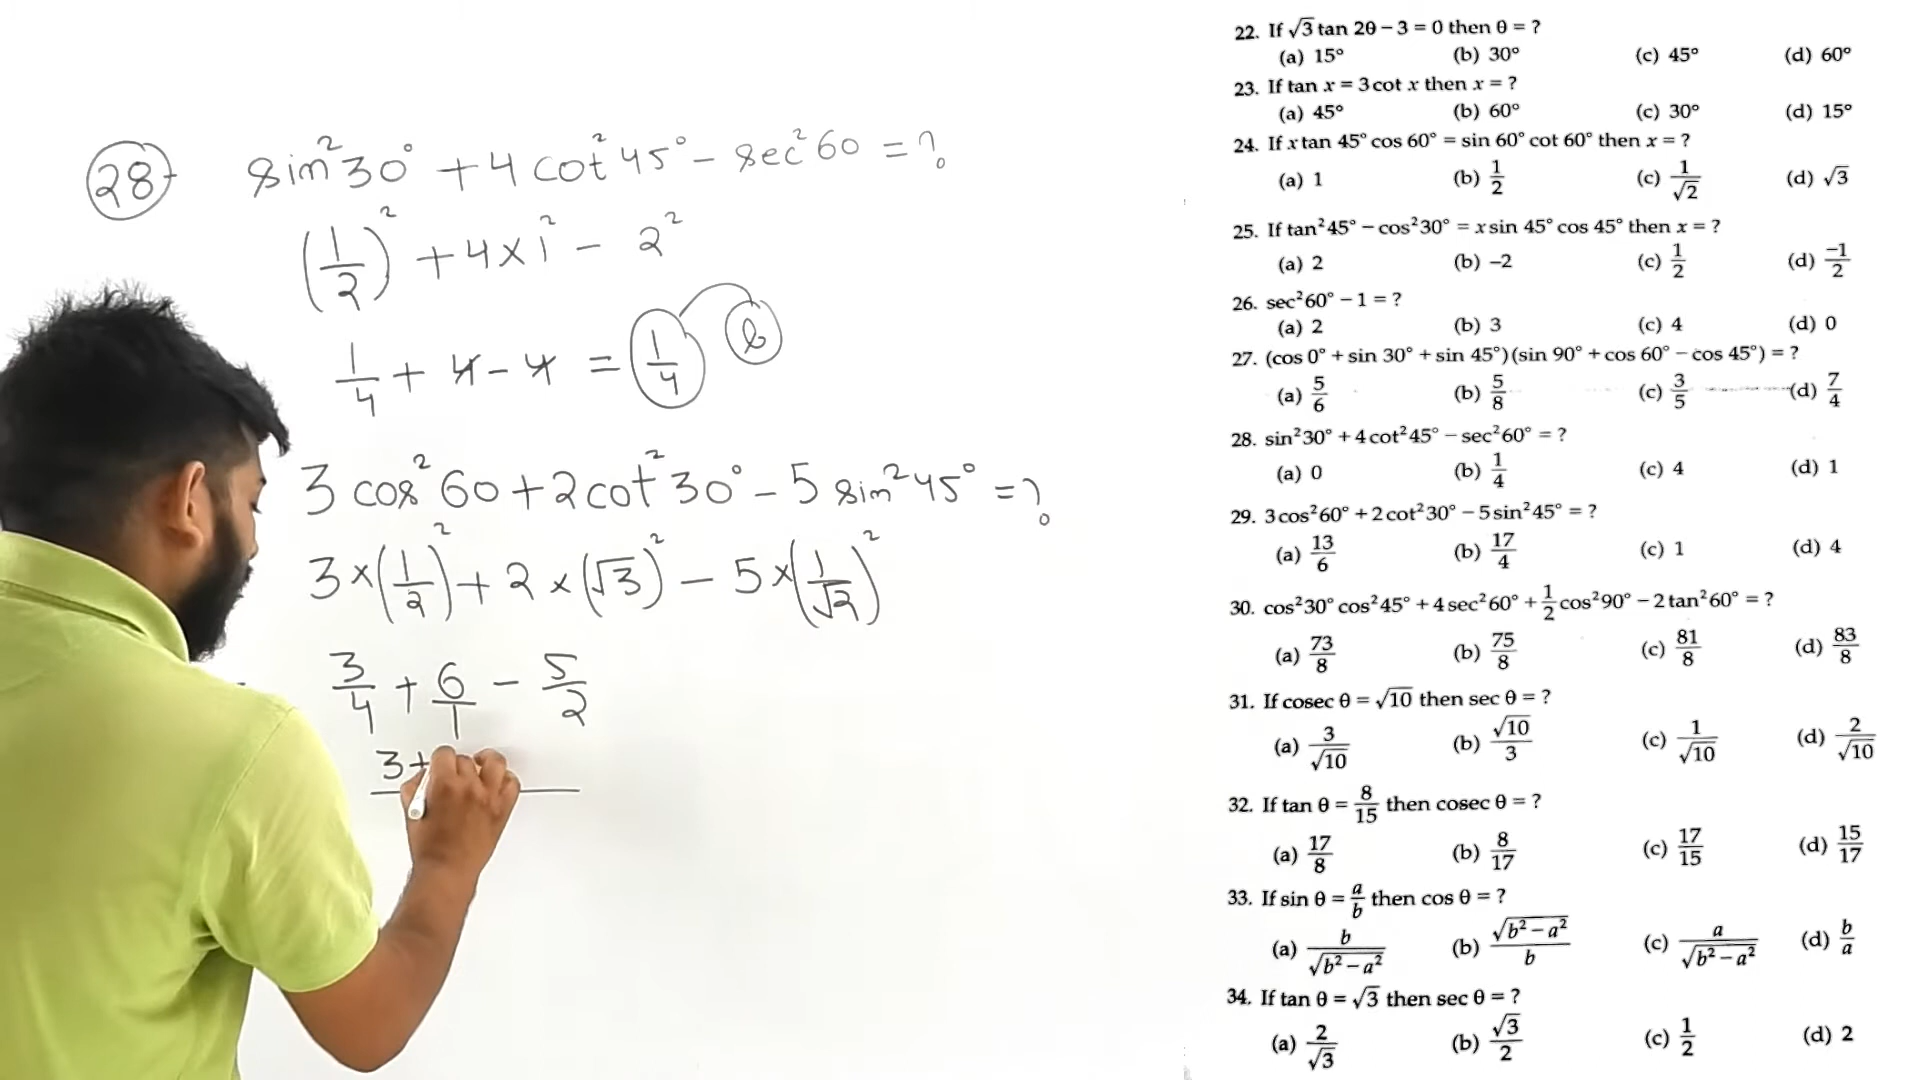 28 sin²30° + 4 cot²45° - sec²60 = ?
(1/2)² + 4×1² - 2²
1/4 + 4 - 4 = 1/4 b
3 cos²60 + 2cot²30° - 5 sin²45° = ?
3×(1/2)² + 2×(√3)² - 5×(1/√2)²
3/4 + 6/1 - 5/2
3+
22. If √3 tan 2θ − 3 = 0 then θ = ?
(a) 15° (b) 30° (c) 45° (d) 60°
23. If tan x = 3 cot x then x = ?
(a) 45° (b) 60° (c) 30° (d) 15°
24. If x tan 45° cos 60° = sin 60° cot 60° then x = ?
(a) 1 (b) 1/2 (c) 1/√2 (d) √3
25. If tan²45° − cos²30° = x sin 45° cos 45° then x = ?
(a) 2 (b) −2 (c) 1/2 (d) −1/2
26. sec²60° − 1 = ?
(a) 2 (b) 3 (c) 4 (d) 0
27. (cos 0° + sin 30° + sin 45°)(sin 90° + cos 60° − cos 45°) = ?
(a) 5/6 (b) 5/8 (c) 3/5 (d) 7/4
28. sin²30° + 4 cot²45° − sec²60° = ?
(a) 0 (b) 1/4 (c) 4 (d) 1
29. 3 cos²60° + 2 cot²30° − 5 sin²45° = ?
(a) 13/6 (b) 17/4 (c) 1 (d) 4
30. cos²30° cos²45° + 4 sec²60° + 1/2 cos²90° − 2 tan²60° = ?
(a) 73/8 (b) 75/8 (c) 81/8 (d) 83/8
31. If cosec θ = √10 then sec θ = ?
(a) 3/√10 (b) √10/3 (c) 1/√10 (d) 2/√10
32. If tan θ = 8/15 then cosec θ = ?
(a) 17/8 (b) 8/17 (c) 17/15 (d) 15/17
33. If sin θ = a/b then cos θ = ?
(a) b/√(b² − a²) (b) √(b² − a²)/b (c) a/√(b² − a²) (d) b/a
34. If tan θ = √3 then sec θ = ?
(a) 2/√3 (b) √3/2 (c) 1/2 (d) 2